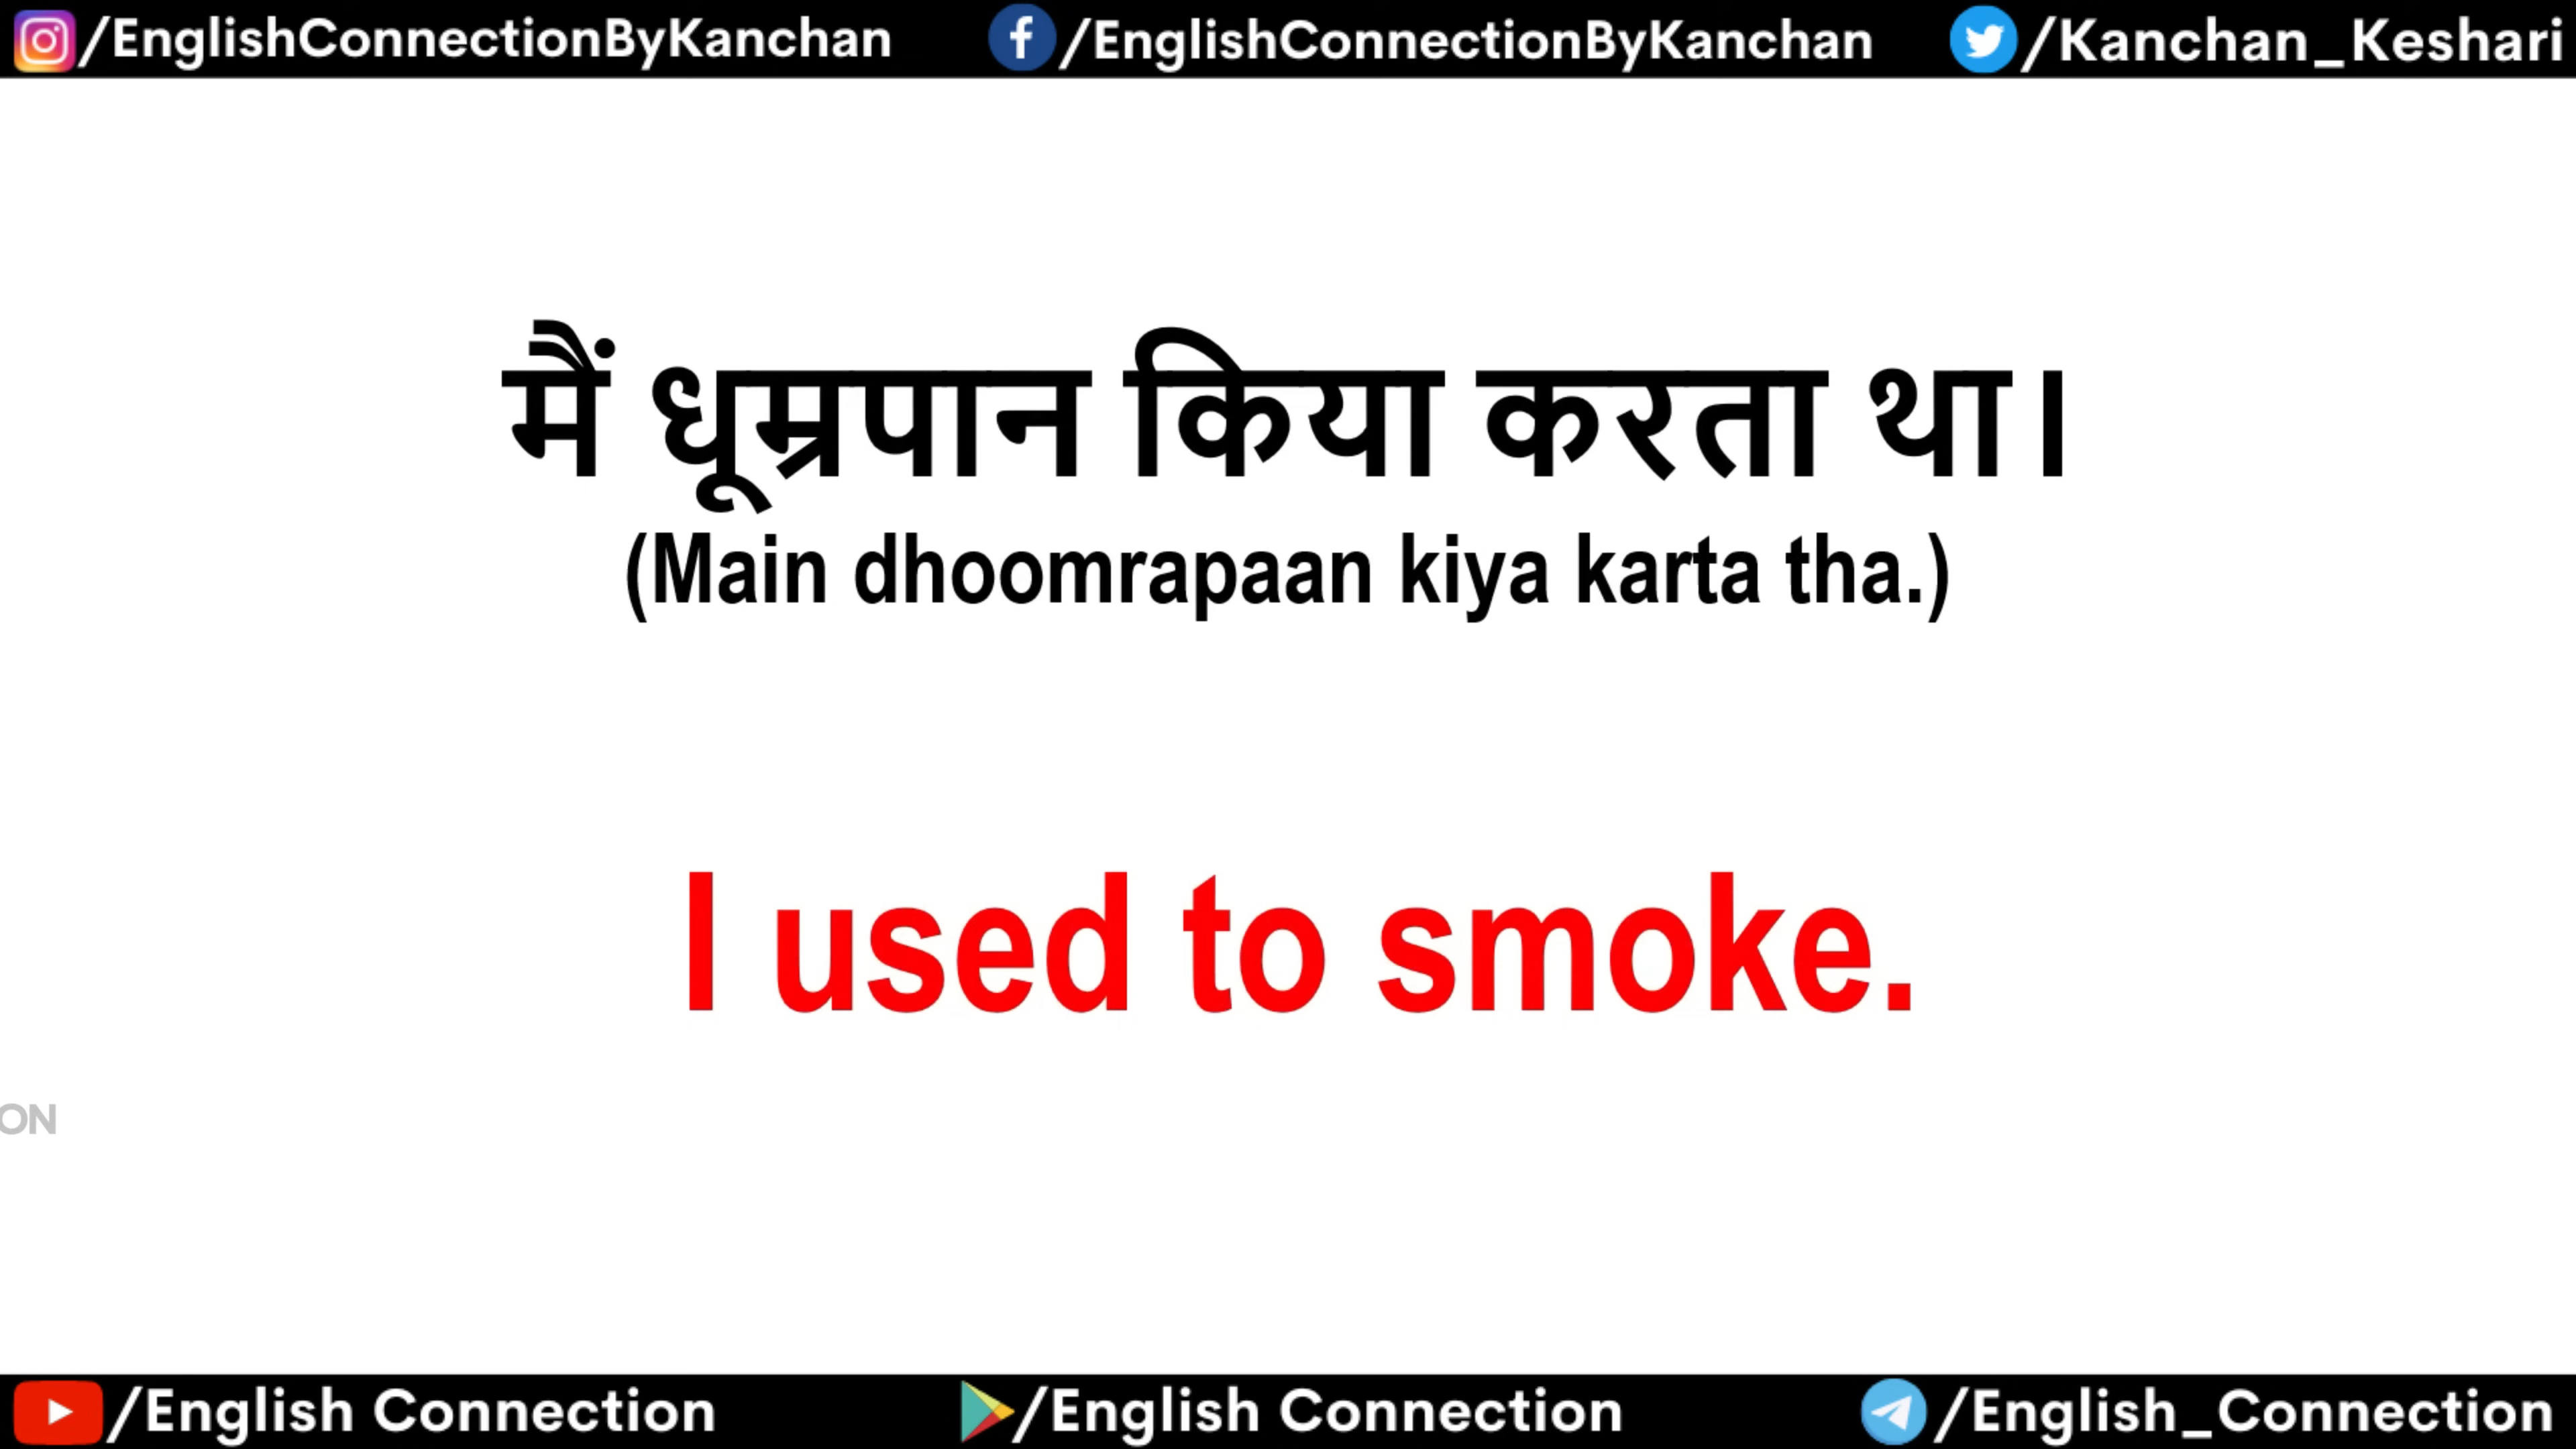 /EnglishConnectionByKanchan /EnglishConnectionByKanchan /Kanchan_Keshari
मैं धूम्रपान किया करता था।
(Main dhoomrapaan kiya karta tha.)
I used to smoke.
ON
/English Connection /English Connection /English_Connection